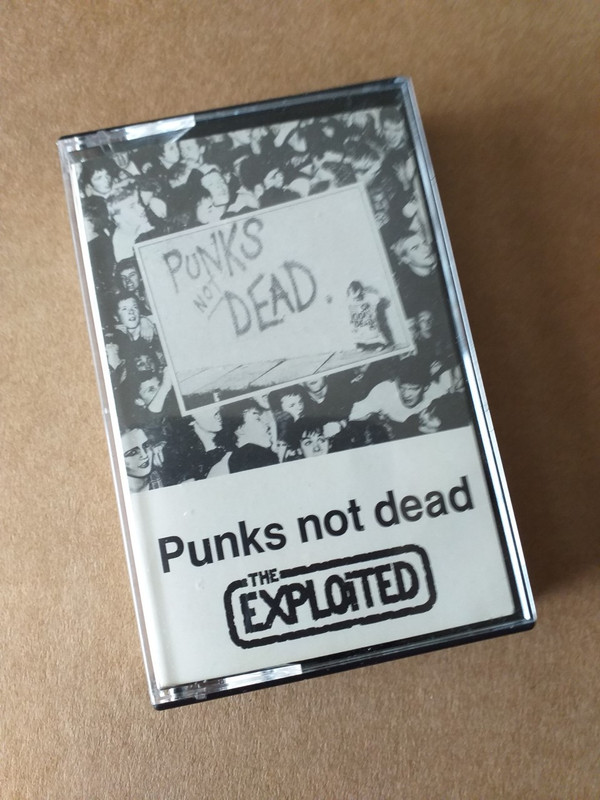 PUNKS
NOT
DEAD.
Punks not dead
THE
EXPLOiTED